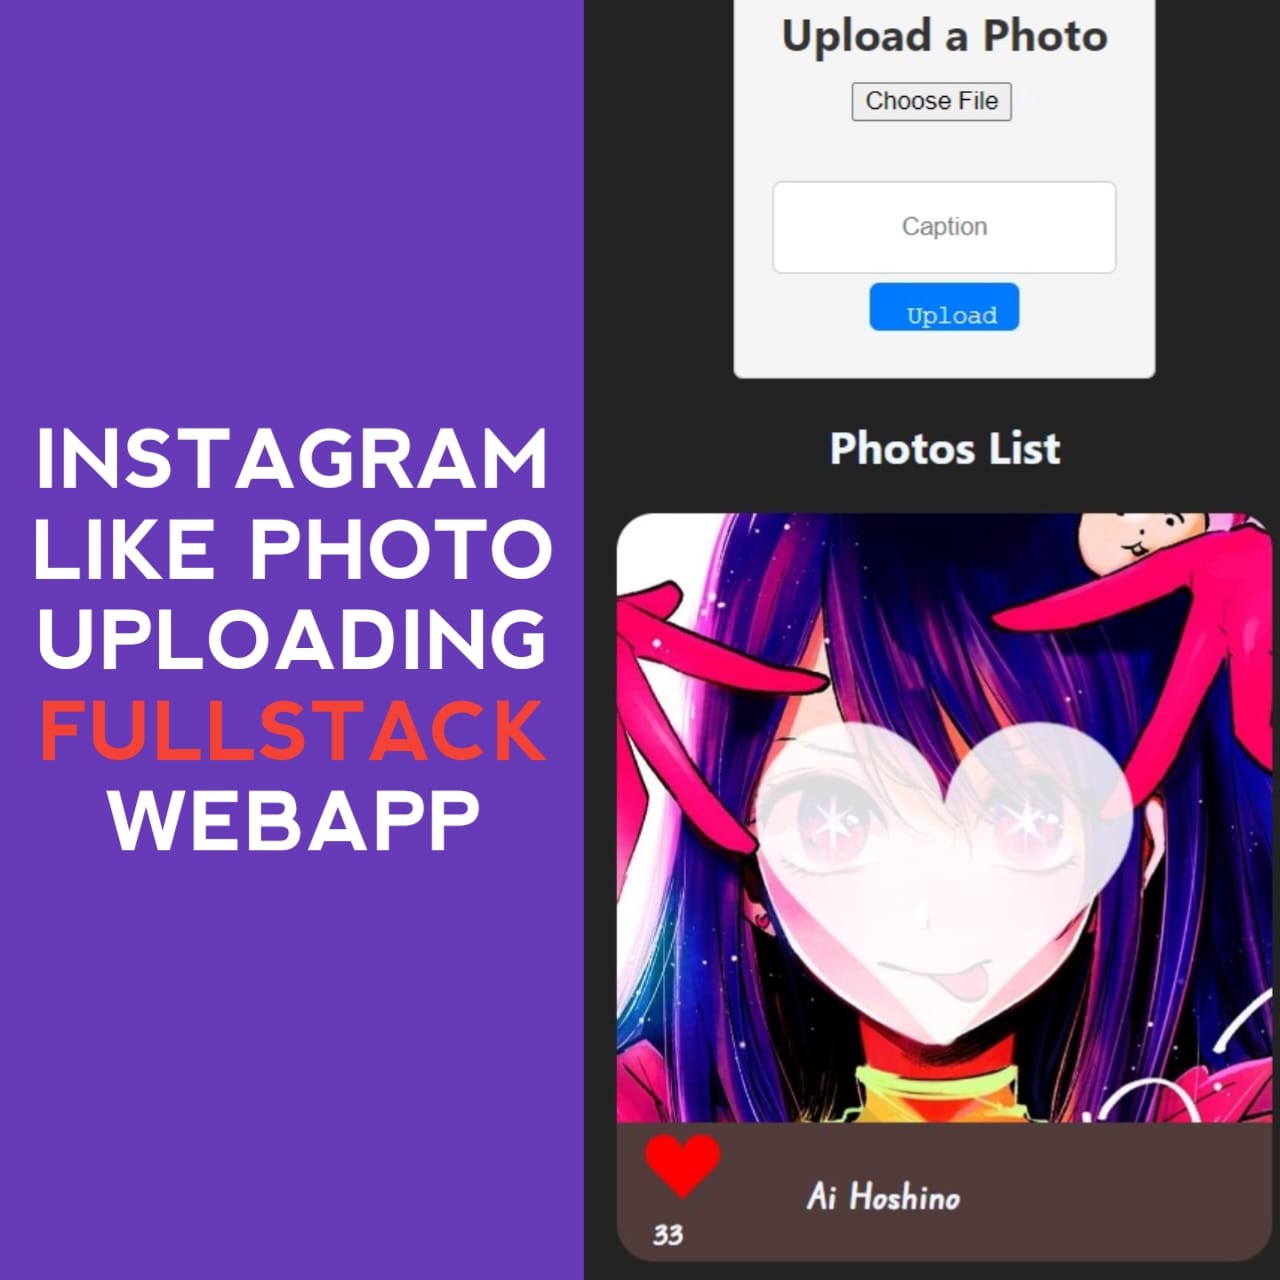 INSTAGRAM
LIKE PHOTO
UPLOADING
FULLSTACK
WEBAPP
Upload a Photo
Choose File
Caption
Upload
Photos List
Ai Hoshino
33